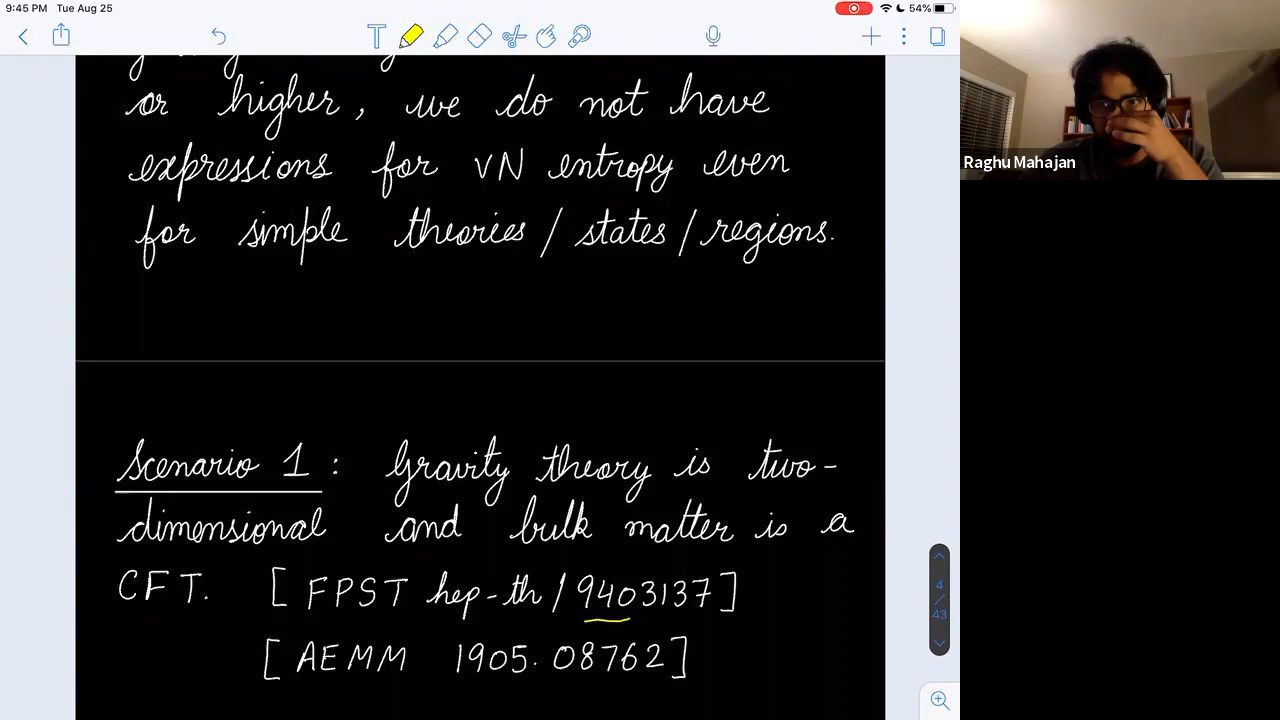 9:45 PM Tue Aug 25
54%
or higher, we do not have
expressions for vN entropy even
for simple theories / states / regions.
Raghu Mahajan
Scenario 1 : Gravity theory is two-
dimensional and bulk matter is a
CFT. [ FPST hep-th / 9403137 ]
[ AEMM 1905.08762 ]
4
/
43